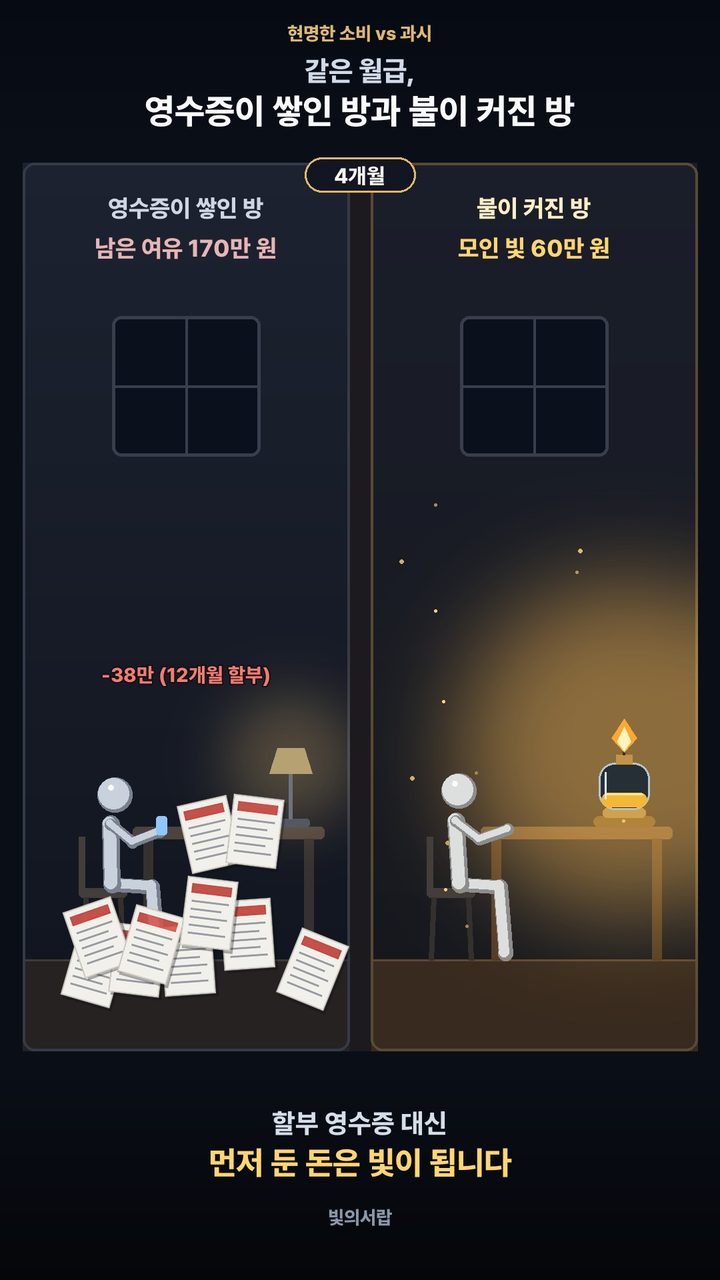 현명한 소비 vs 과시
같은 월급,
영수증이 쌓인 방과 불이 커진 방
4개월
영수증이 쌓인 방
남은 여유 170만 원
불이 커진 방
모인 빛 60만 원
-38만 (12개월 할부)
할부 영수증 대신
먼저 둔 돈은 빛이 됩니다
빛의서랍